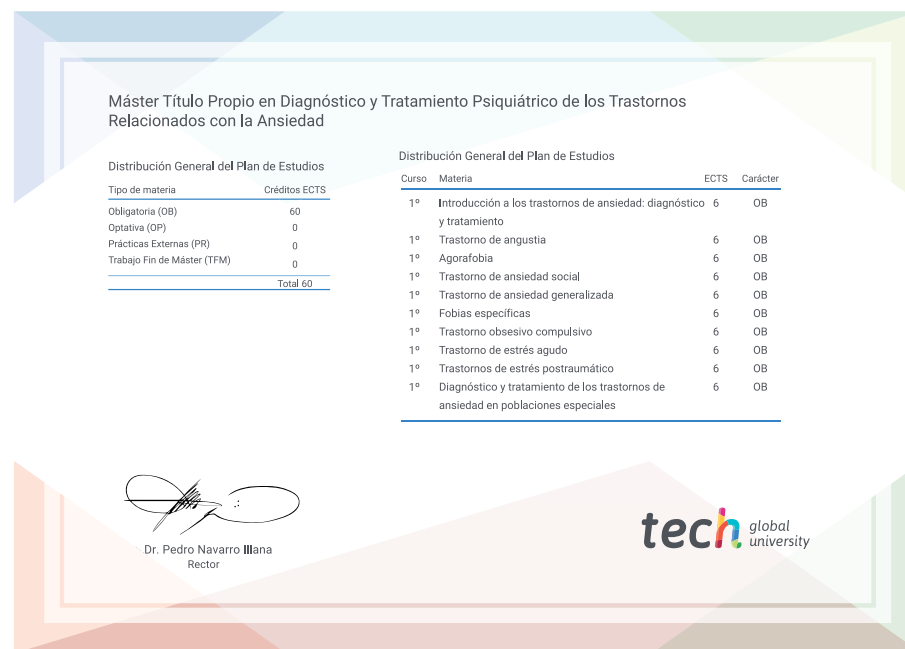 Máster Título Propio en Diagnóstico y Tratamiento Psiquiátrico de los Trastornos
Relacionados con la Ansiedad
Distribución General del Plan de Estudios
Tipo de materia Créditos ECTS
Obligatoria (OB) 60
Optativa (OP) 0
Prácticas Externas (PR) 0
Trabajo Fin de Máster (TFM) 0
Total 60
Distribución General del Plan de Estudios
Curso Materia ECTS Carácter
1º Introducción a los trastornos de ansiedad: diagnóstico 6 OB
y tratamiento
1º Trastorno de angustia 6 OB
1º Agorafobia 6 OB
1º Trastorno de ansiedad social 6 OB
1º Trastorno de ansiedad generalizada 6 OB
1º Fobias específicas 6 OB
1º Trastorno obsesivo compulsivo 6 OB
1º Trastorno de estrés agudo 6 OB
1º Trastornos de estrés postraumático 6 OB
1º Diagnóstico y tratamiento de los trastornos de 6 OB
ansiedad en poblaciones especiales
Dr. Pedro Navarro Illana
Rector
tech global
university